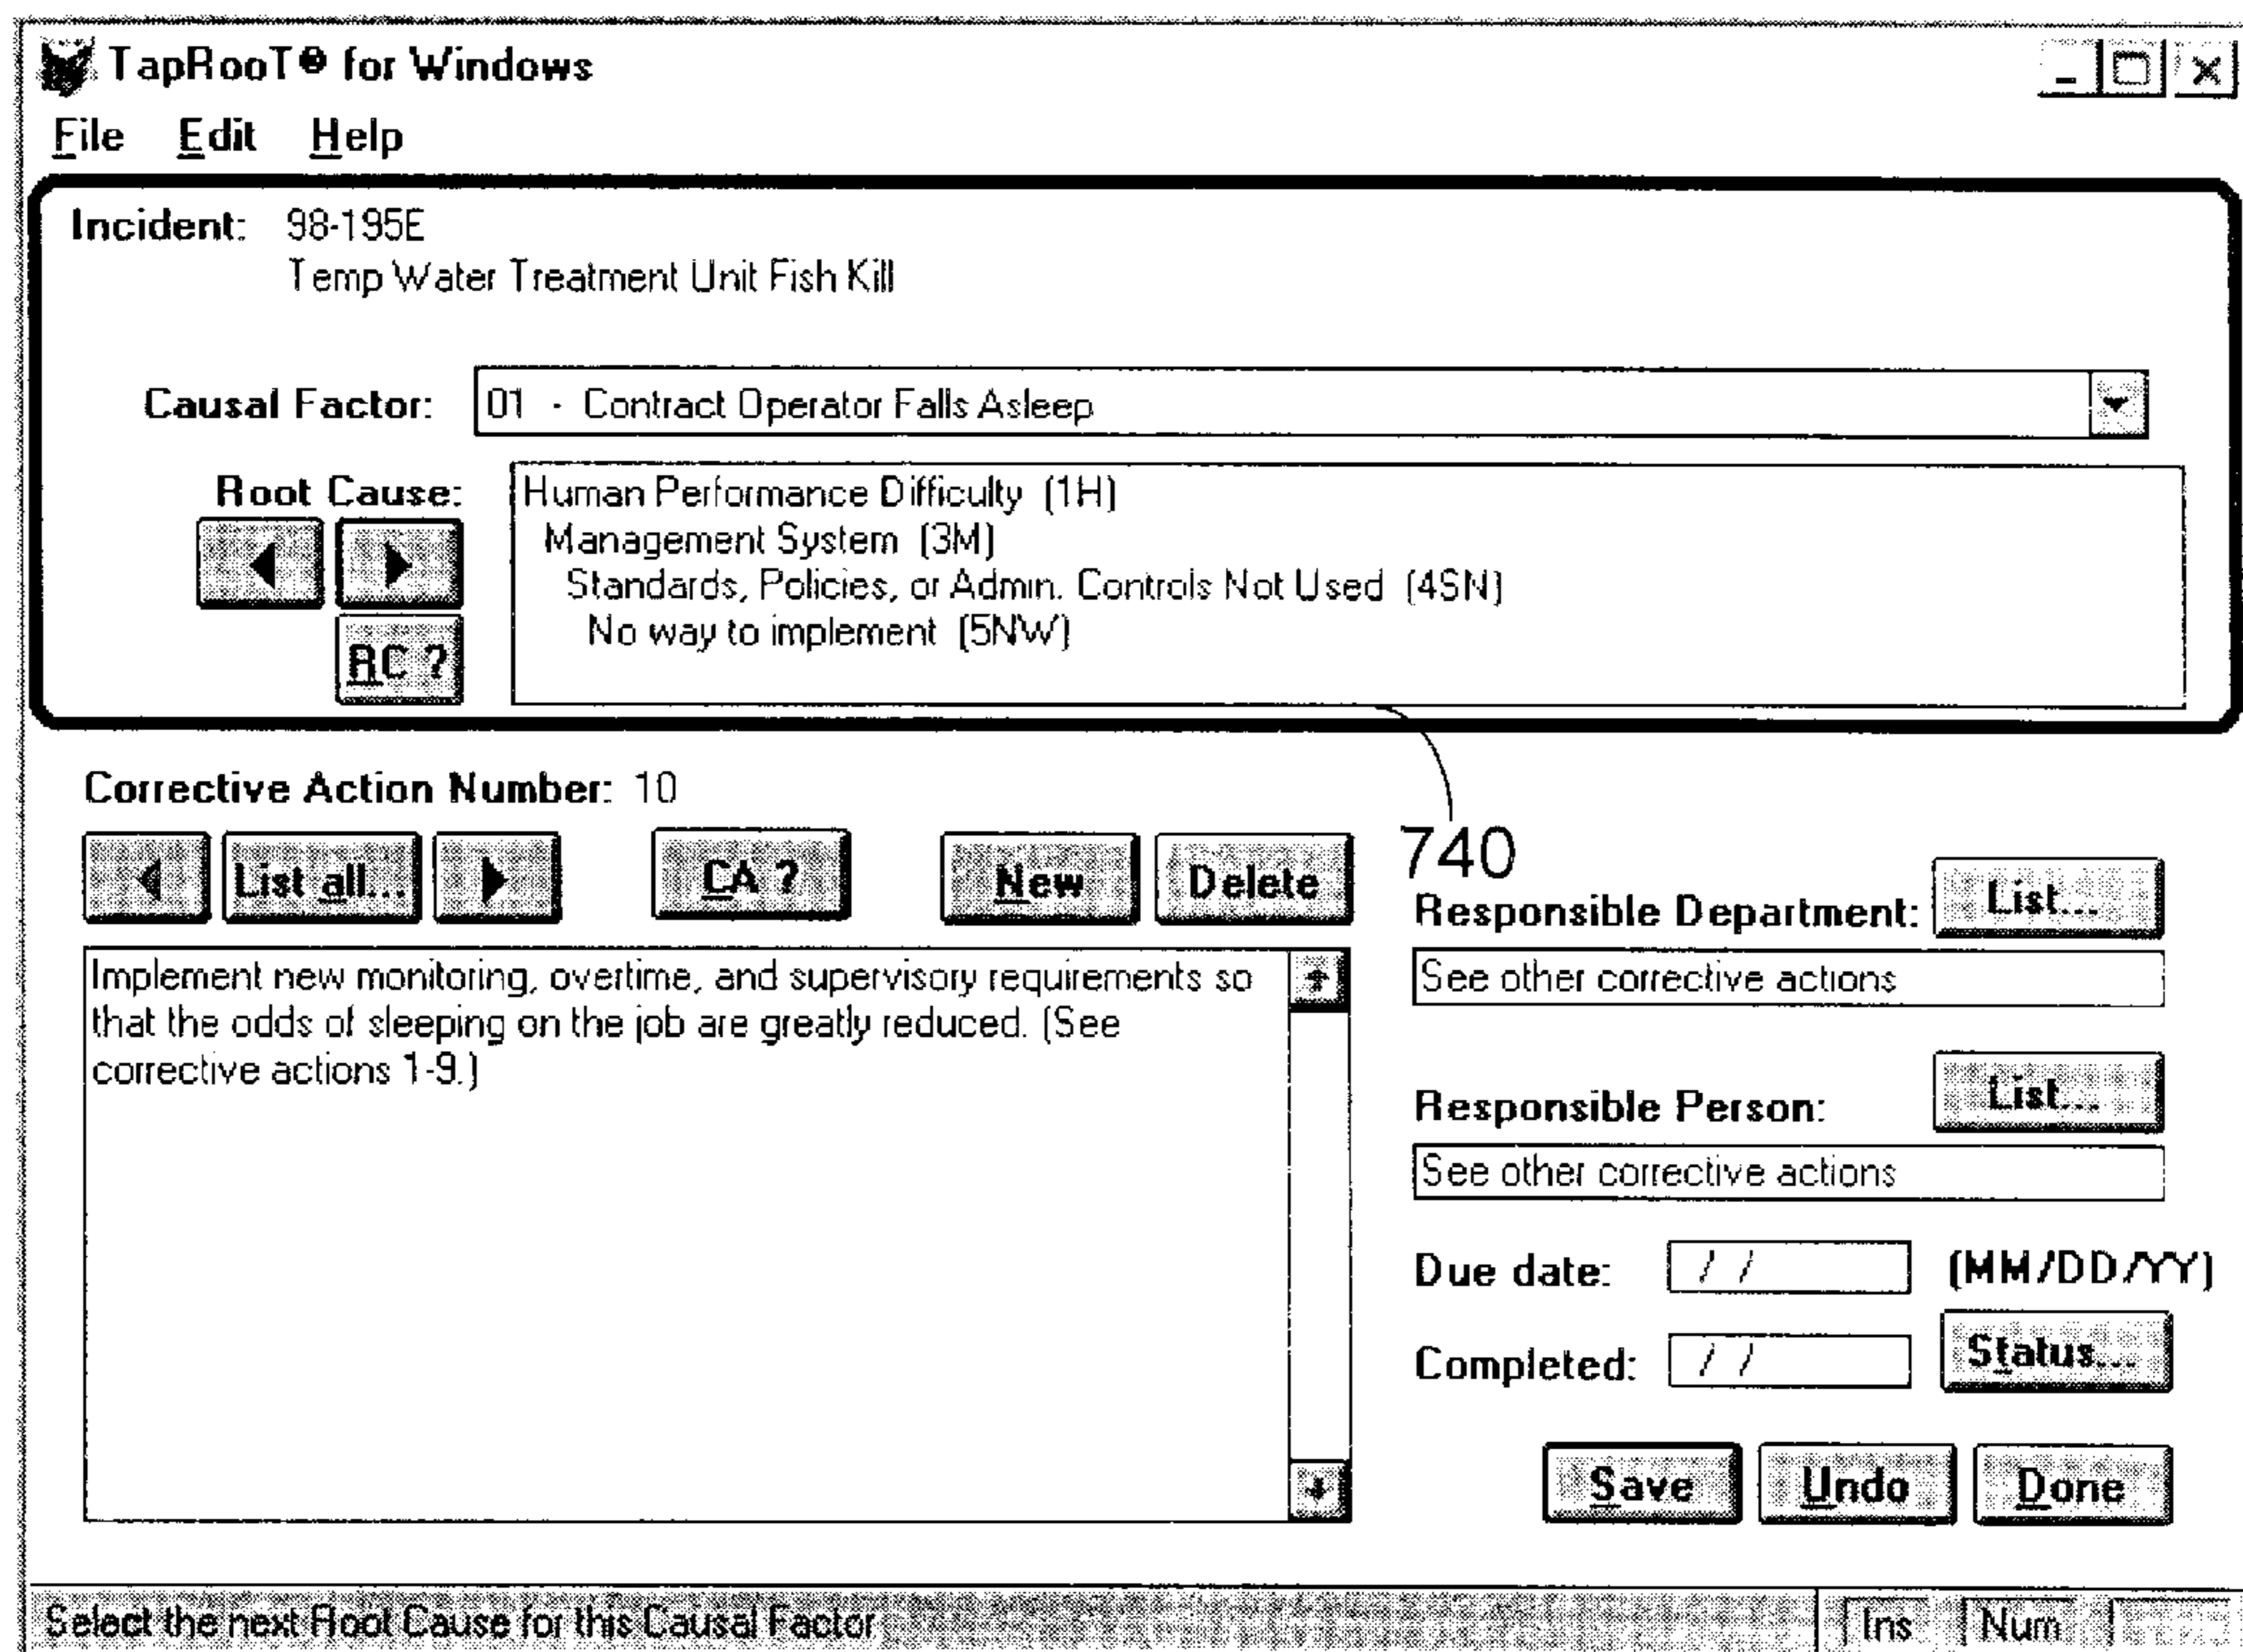 TapRooT® for Windows
File Edit Help
Incident: 98-195E
Temp Water Treatment Unit Fish Kill
Causal Factor: 01 - Contract Operator Falls Asleep
Root Cause:
Human Performance Difficulty (1H)
Management System (3M)
Standards, Policies, or Admin. Controls Not Used (4SN)
No way to implement (5NW)
RC ?
Corrective Action Number: 10
List all... CA ? New Delete
740
Implement new monitoring, overtime, and supervisory requirements so
that the odds of sleeping on the job are greatly reduced. (See
corrective actions 1-9.)
Responsible Department: List...
See other corrective actions
Responsible Person: List...
See other corrective actions
Due date: / / (MM/DD/YY)
Completed: / / Status...
Save Undo Done
Select the next Root Cause for this Causal Factor Ins Num